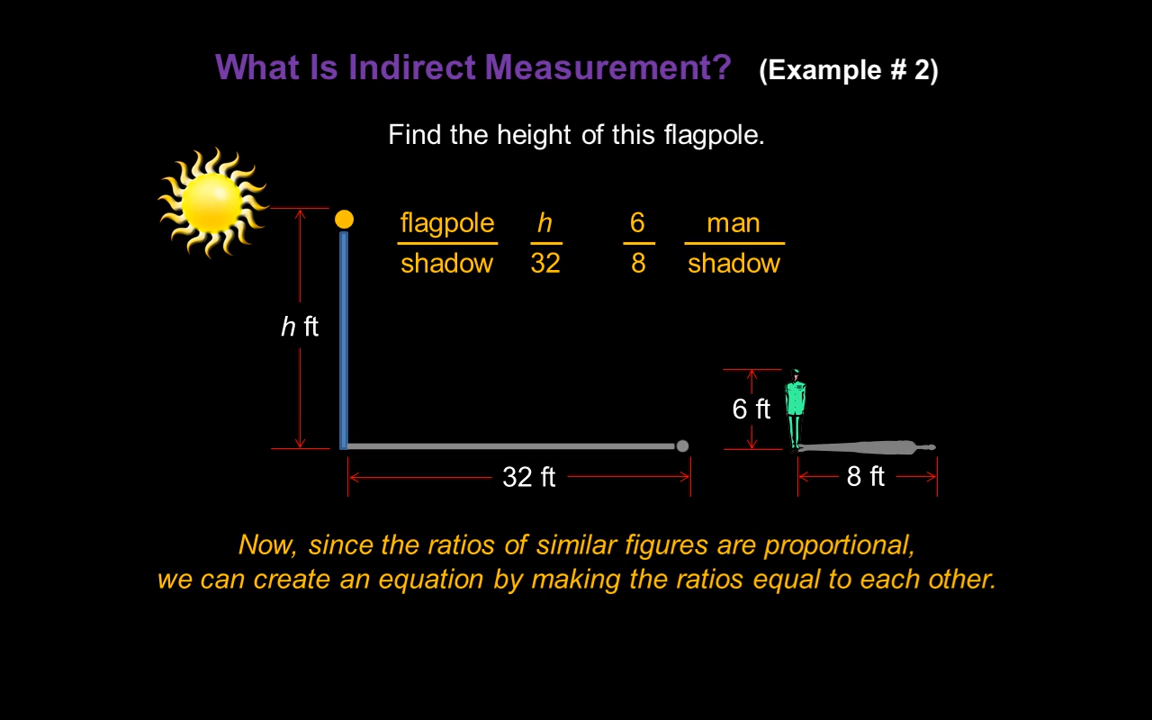 What Is Indirect Measurement? (Example # 2)
Find the height of this flagpole.
flagpole h 6 man
shadow 32 8 shadow
h ft
6 ft
32 ft
8 ft
Now, since the ratios of similar figures are proportional,
we can create an equation by making the ratios equal to each other.